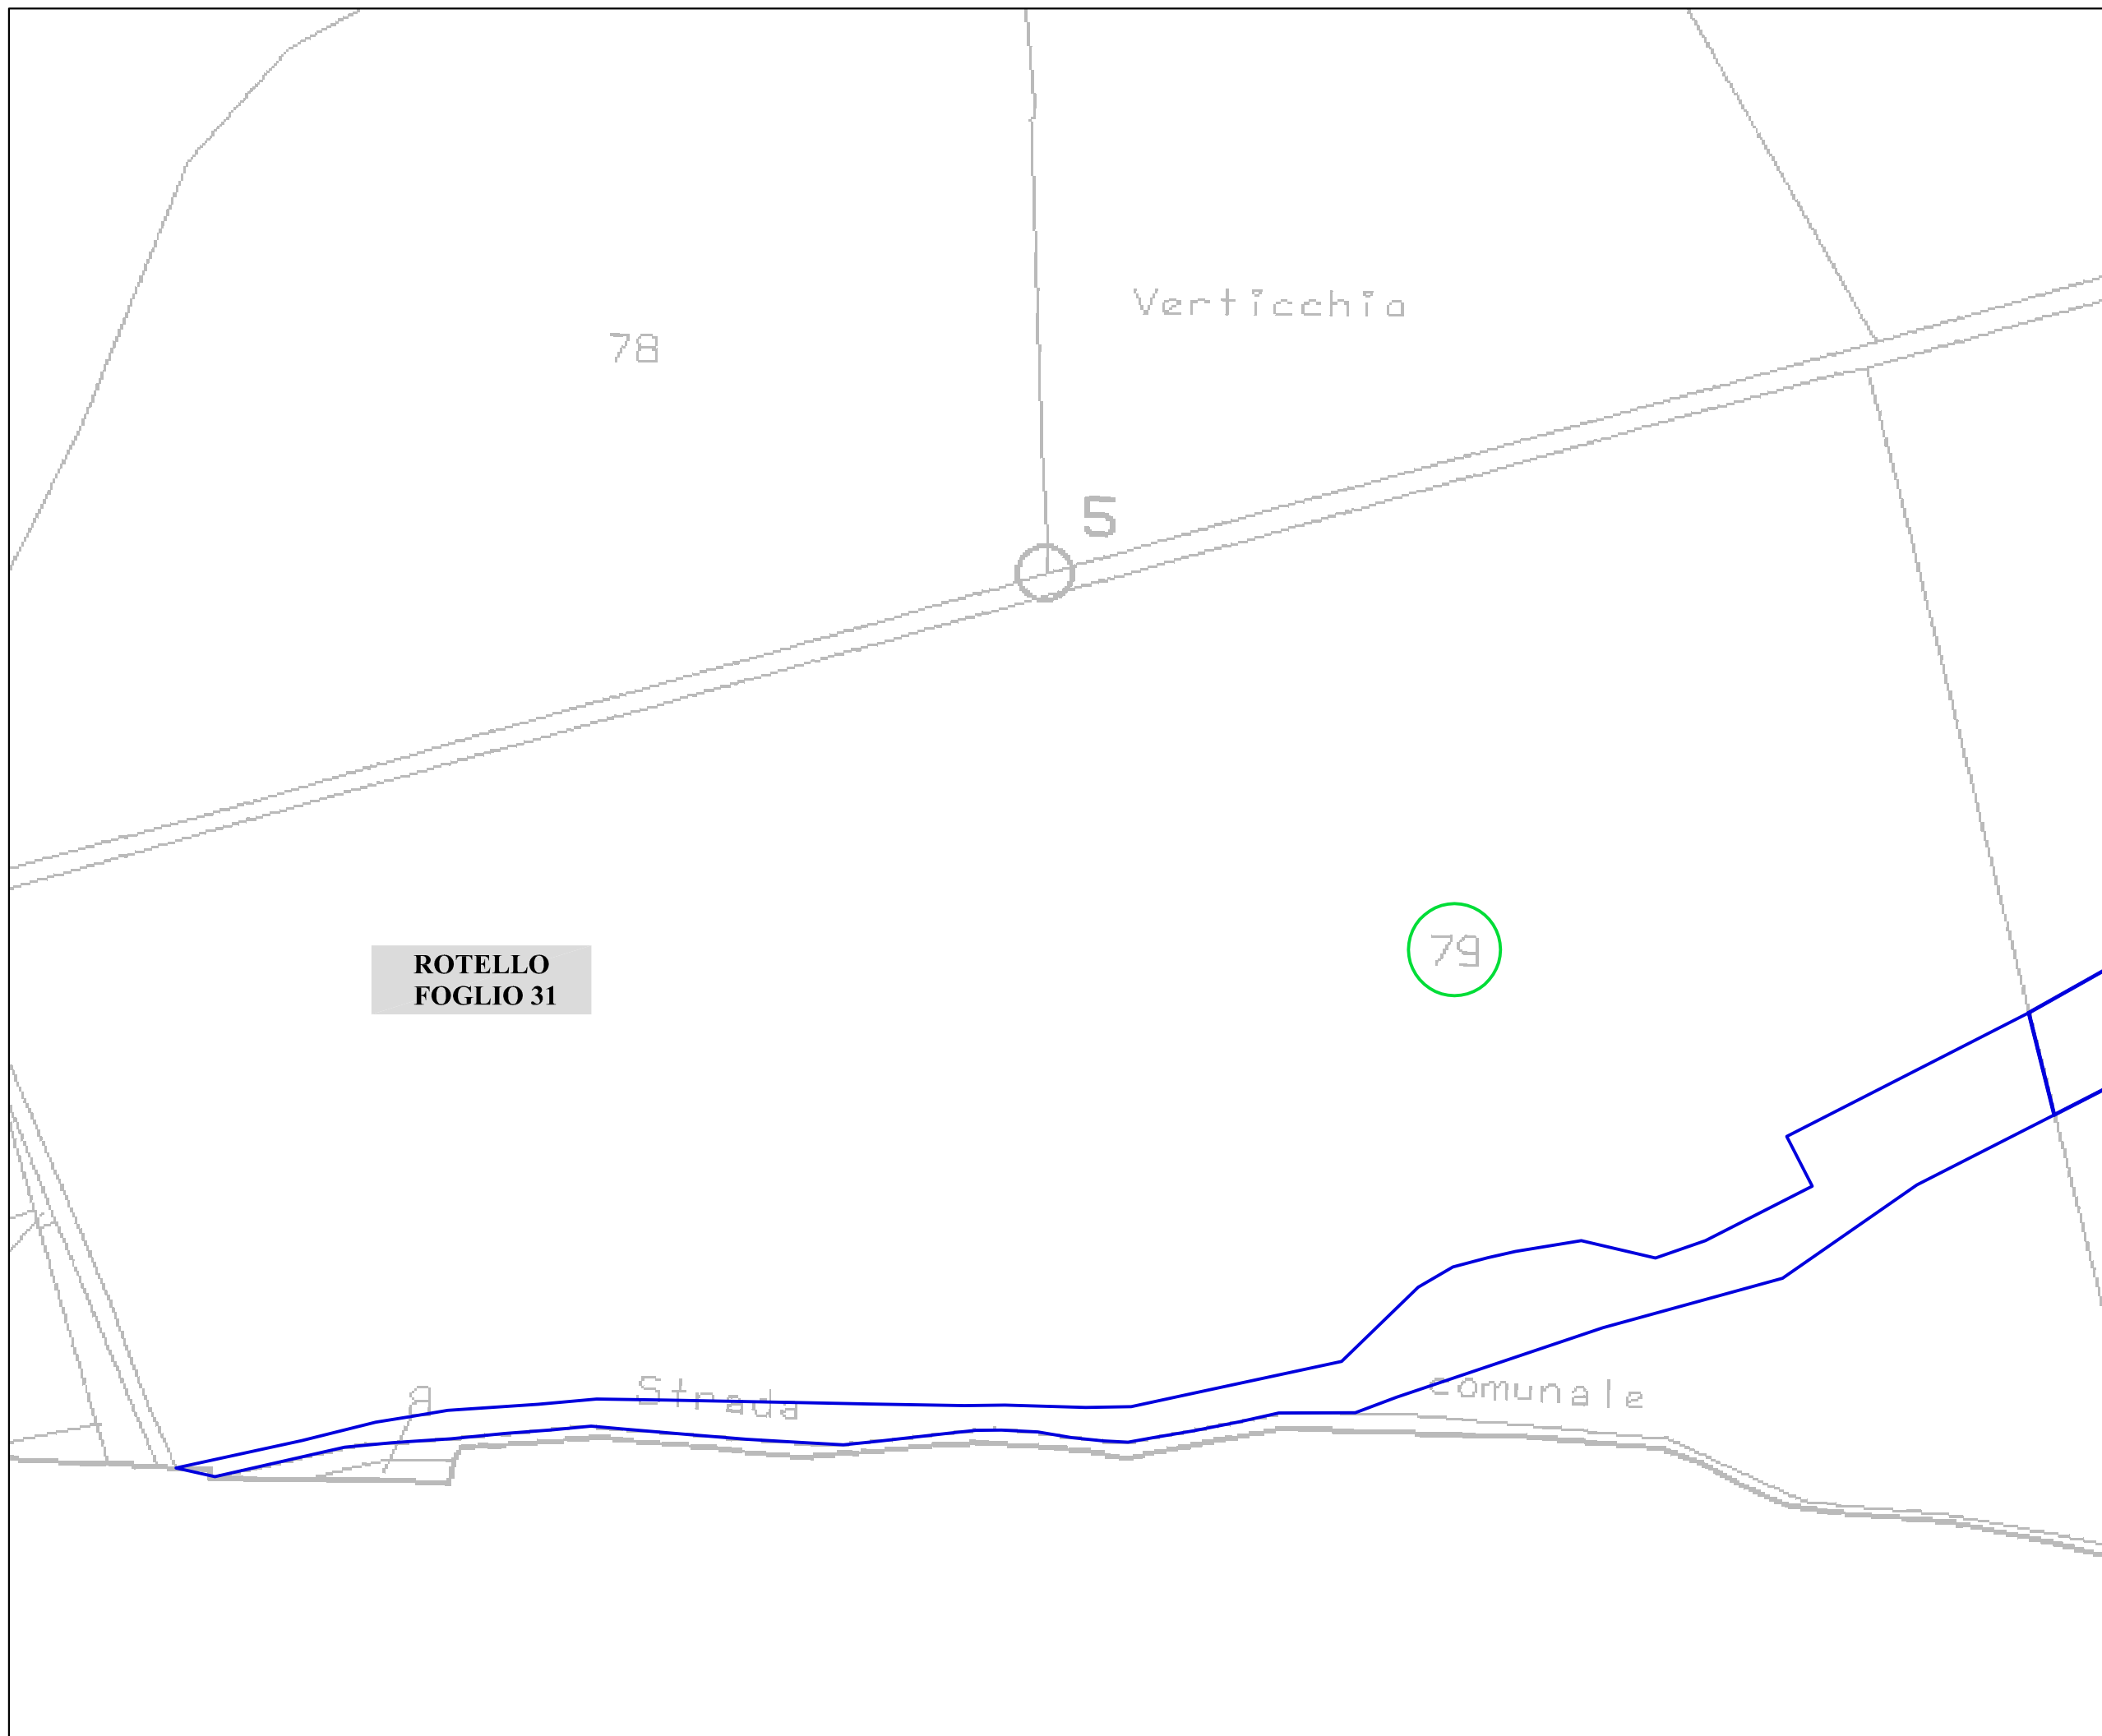 Verticchia
78
5
79
ROTELLO
FOGLIO 31
a Strada Comunale